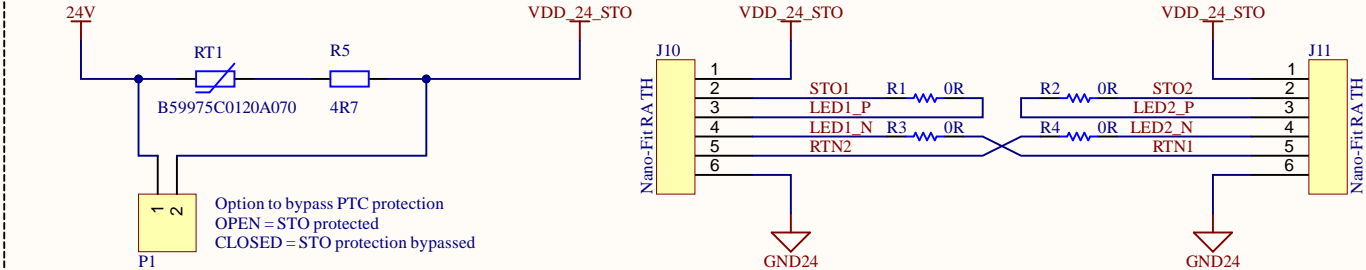 24V
VDD_24_STO
VDD_24_STO
VDD_24_STO
RT1
R5
B59975C0120A070
4R7
J10
Nano-Fit RA TH
1
2
3
4
5
6
STO1
R1
0R
LED1_P
LED1_N
R3
0R
RTN2
J11
Nano-Fit RA TH
1
2
3
4
5
6
R2
0R
STO2
LED2_P
R4
0R
LED2_N
RTN1
1
2
P1
Option to bypass PTC protection
OPEN = STO protected
CLOSED = STO protection bypassed
GND24
GND24